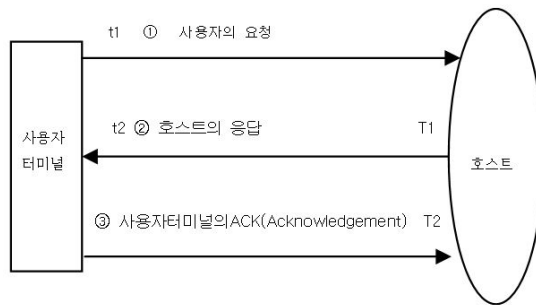 t1 ① 사용자의 요청
t2 ② 호스트의 응답 T1
사용자
터미널
호스트
③ 사용자터미널의ACK(Acknowledgement) T2